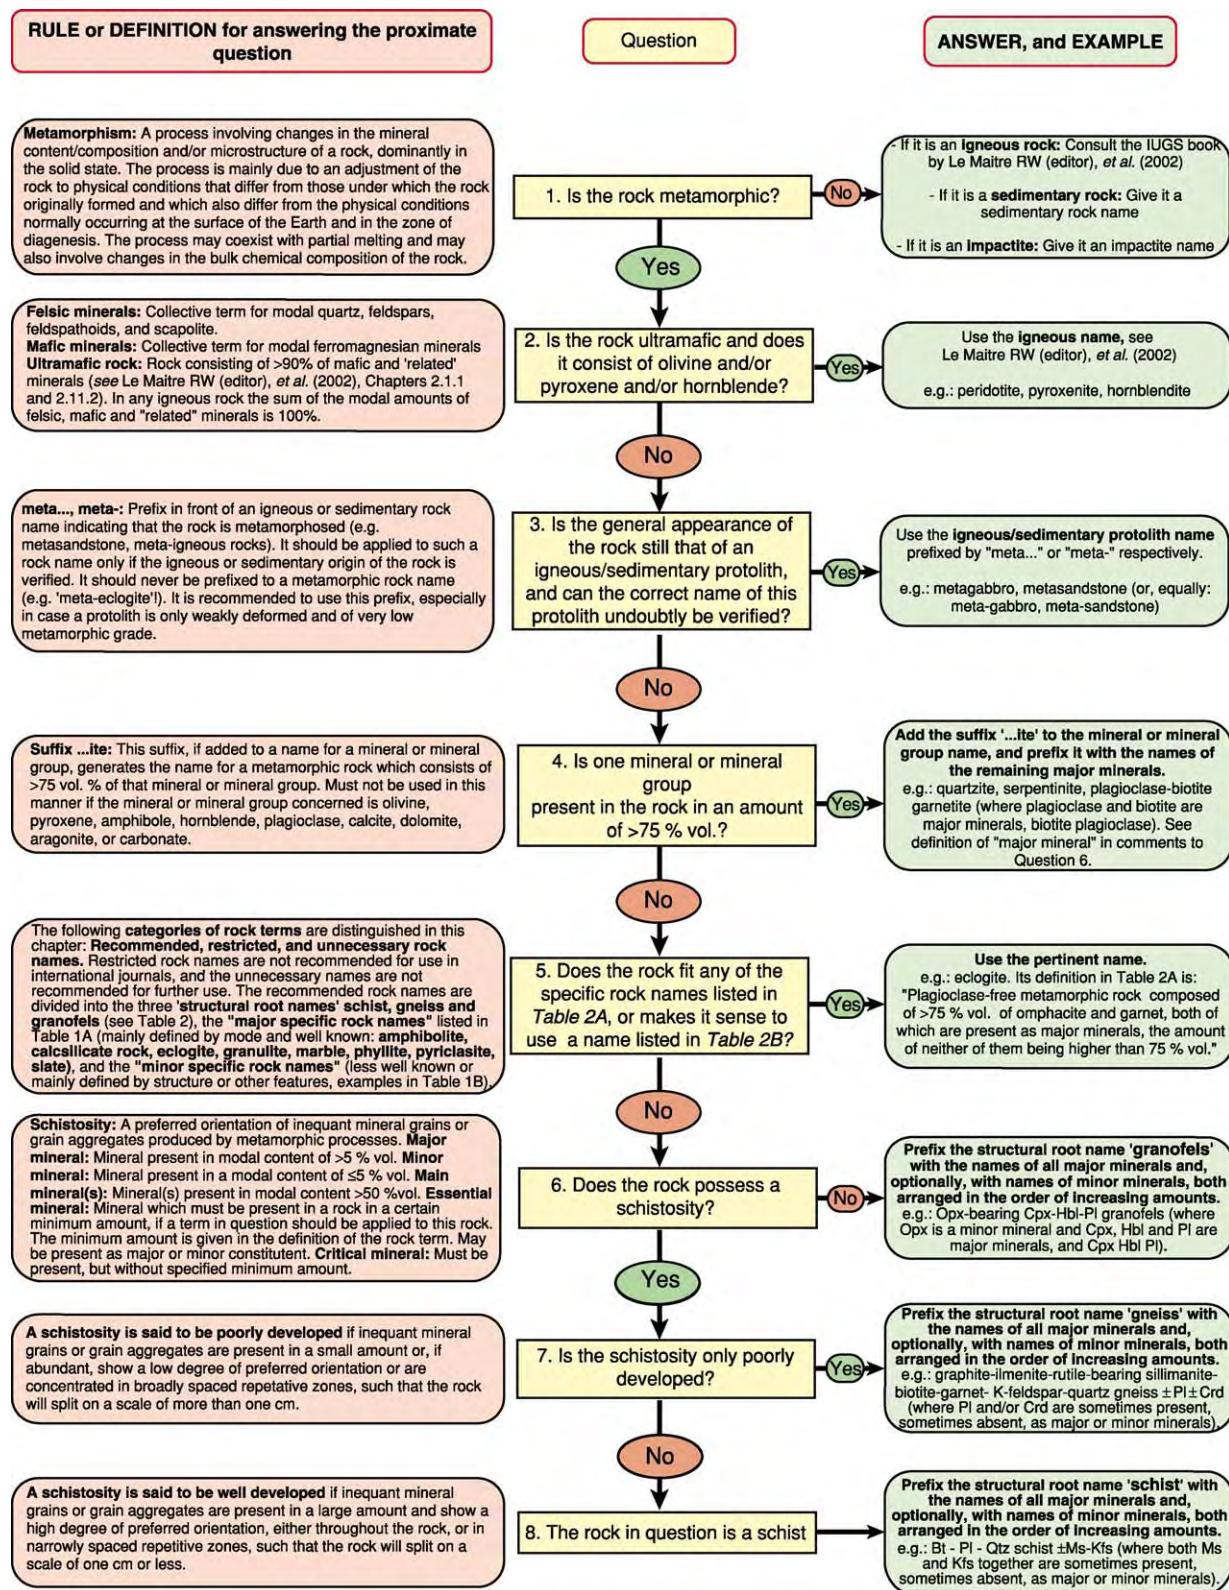 RULE or DEFINITION for answering the proximate
question
Question
ANSWER, and EXAMPLE
Metamorphism: A process involving changes in the mineral
content/composition and/or microstructure of a rock, dominantly in
the solid state. The process is mainly due to an adjustment of the
rock to physical conditions that differ from those under which the rock
originally formed and which also differ from the physical conditions
normally occurring at the surface of the Earth and in the zone of
diagenesis. The process may coexist with partial melting and may
also involve changes in the bulk chemical composition of the rock.
1. Is the rock metamorphic?
No
- If it is an igneous rock: Consult the IUGS book
by Le Maitre RW (editor), et al. (2002)
- If it is a sedimentary rock: Give it a
sedimentary rock name
- If it is an impactite: Give it an impactite name
Yes
Felsic minerals: Collective term for modal quartz, feldspars,
feldspathoids, and scapolite.
Mafic minerals: Collective term for modal ferromagnesian minerals
Ultramafic rock: Rock consisting of >90% of mafic and 'related'
minerals (see Le Maitre RW (editor), et al. (2002), Chapters 2.1.1
and 2.11.2). In any igneous rock the sum of the modal amounts of
felsic, mafic and "related" minerals is 100%.
2. Is the rock ultramafic and does
it consist of olivine and/or
pyroxene and/or hornblende?
Yes
Use the igneous name, see
Le Maitre RW (editor), et al. (2002)
e.g.: peridotite, pyroxenite, hornblendite
No
meta..., meta-: Prefix in front of an igneous or sedimentary rock
name indicating that the rock is metamorphosed (e.g.
metasandstone, meta-igneous rocks). It should be applied to such a
rock name only if the igneous or sedimentary origin of the rock is
verified. It should never be prefixed to a metamorphic rock name
(e.g. 'meta-eclogite'!). It is recommended to use this prefix, especially
in case a protolith is only weakly deformed and of very low
metamorphic grade.
3. Is the general appearance of
the rock still that of an
igneous/sedimentary protolith,
and can the correct name of this
protolith undoubtly be verified?
Yes
Use the igneous/sedimentary protolith name
prefixed by "meta..." or "meta-" respectively.
e.g.: metagabbro, metasandstone (or, equally:
meta-gabbro, meta-sandstone)
No
Suffix ...ite: This suffix, if added to a name for a mineral or mineral
group, generates the name for a metamorphic rock which consists of
>75 vol. % of that mineral or mineral group. Must not be used in this
manner if the mineral or mineral group concerned is olivine,
pyroxene, amphibole, hornblende, plagioclase, calcite, dolomite,
aragonite, or carbonate.
4. Is one mineral or mineral
group
present in the rock in an amount
of >75 % vol.?
Yes
Add the suffix '...ite' to the mineral or mineral
group name, and prefix it with the names of
the remaining major minerals.
e.g.: quartzite, serpentinite, plagioclase-biotite
garnetite (where plagioclase and biotite are
major minerals, biotite plagioclase). See
definition of "major mineral" in comments to
Question 6.
No
The following categories of rock terms are distinguished in this
chapter: Recommended, restricted, and unnecessary rock
names. Restricted rock names are not recommended for use in
international journals, and the unnecessary names are not
recommended for further use. The recommended rock names are
divided into the three 'structural root names' schist, gneiss and
granofels (see Table 2), the "major specific rock names" listed in
Table 1A (mainly defined by mode and well known: amphibolite,
calcsilicate rock, eclogite, granulite, marble, phyllite, pyriclasite,
slate), and the "minor specific rock names" (less well known or
mainly defined by structure or other features, examples in Table 1B).
5. Does the rock fit any of the
specific rock names listed in
Table 2A, or makes it sense to
use a name listed in Table 2B?
Yes
Use the pertinent name.
e.g.: eclogite. Its definition in Table 2A is:
"Plagioclase-free metamorphic rock composed
of >75 % vol. of omphacite and garnet, both of
which are present as major minerals, the amount
of neither of them being higher than 75 % vol."
No
Schistosity: A preferred orientation of inequant mineral grains or
grain aggregates produced by metamorphic processes. Major
mineral: Mineral present in modal content of >5 % vol. Minor
mineral: Mineral present in a modal content of ≤5 % vol. Main
mineral(s): Mineral(s) present in modal content >50 %vol. Essential
mineral: Mineral which must be present in a rock in a certain
minimum amount, if a term in question should be applied to this rock.
The minimum amount is given in the definition of the rock term. May
be present as major or minor constitutent. Critical mineral: Must be
present, but without specified minimum amount.
6. Does the rock possess a
schistosity?
No
Prefix the structural root name 'granofels'
with the names of all major minerals and,
optionally, with names of minor minerals, both
arranged in the order of increasing amounts.
e.g.: Opx-bearing Cpx-Hbl-Pl granofels (where
Opx is a minor mineral and Cpx, Hbl and Pl are
major minerals, and Cpx Hbl Pl).
Yes
A schistosity is said to be poorly developed if inequant mineral
grains or grain aggregates are present in a small amount or, if
abundant, show a low degree of preferred orientation or are
concentrated in broadly spaced repetative zones, such that the rock
will split on a scale of more than one cm.
7. Is the schistosity only poorly
developed?
Yes
Prefix the structural root name 'gneiss' with
the names of all major minerals and,
optionally, with names of minor minerals, both
arranged in the order of increasing amounts.
e.g.: graphite-ilmenite-rutile-bearing sillimanite-
biotite-garnet- K-feldspar-quartz gneiss ±Pl±Crd
(where Pl and/or Crd are sometimes present,
sometimes absent, as major or minor minerals).
No
A schistosity is said to be well developed if inequant mineral
grains or grain aggregates are present in a large amount and show a
high degree of preferred orientation, either throughout the rock, or in
narrowly spaced repetitive zones, such that the rock will split on a
scale of one cm or less.
8. The rock in question is a schist
Prefix the structural root name 'schist' with
the names of all major minerals and,
optionally, with names of minor minerals, both
arranged in the order of increasing amounts.
e.g.: Bt - Pl - Qtz schist ±Ms-Kfs (where both Ms
and Kfs together are sometimes present,
sometimes absent, as major or minor minerals).